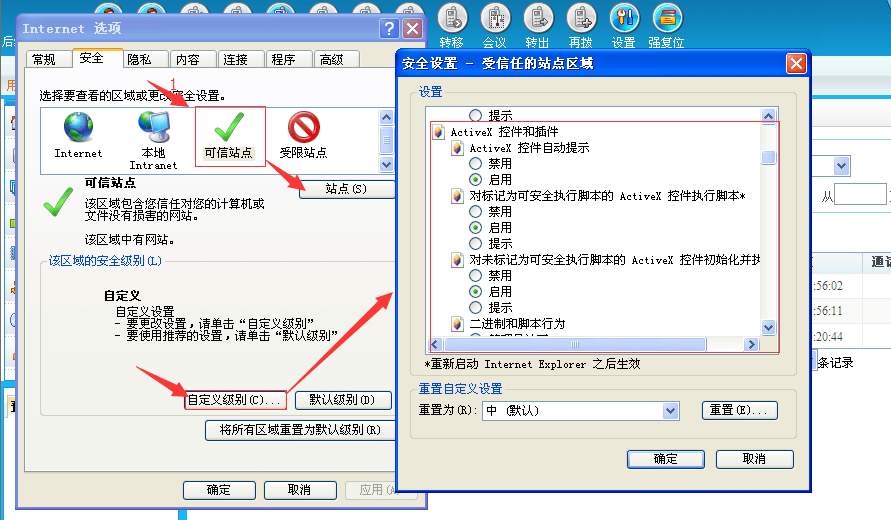 转移 会议 转出 再拨 设置 强复位
Internet 选项
常规 安全 隐私 内容 连接 程序 高级
1
选择要查看的区域或更改安全设置。
Internet
本地
Intranet
可信站点
受限站点
可信站点
站点(S)
该区域包含您信任对您的计算机或
文件没有损害的网站。
该区域中有网站。
该区域的安全级别(L)
自定义
自定义设置
- 要更改设置,请单击“自定义级别”
- 要使用推荐的设置,请单击“默认级别”
自定义级别(C)...
默认级别(D)
将所有区域重置为默认级别(R)
确定
取消
安全设置 - 受信任的站点区域
设置
提示
ActiveX 控件和插件
ActiveX 控件自动提示
禁用
启用
对标记为可安全执行脚本的 ActiveX 控件执行脚本*
禁用
启用
提示
对未标记为可安全执行脚本的 ActiveX 控件初始化并执
禁用
启用
提示
二进制和脚本行为
*重新启动 Internet Explorer 之后生效
重置自定义设置
重置为(R):
中 (默认)
重置(E)...
确定
取消
从
通话
:56:02
:56:11
:20:44
条记录